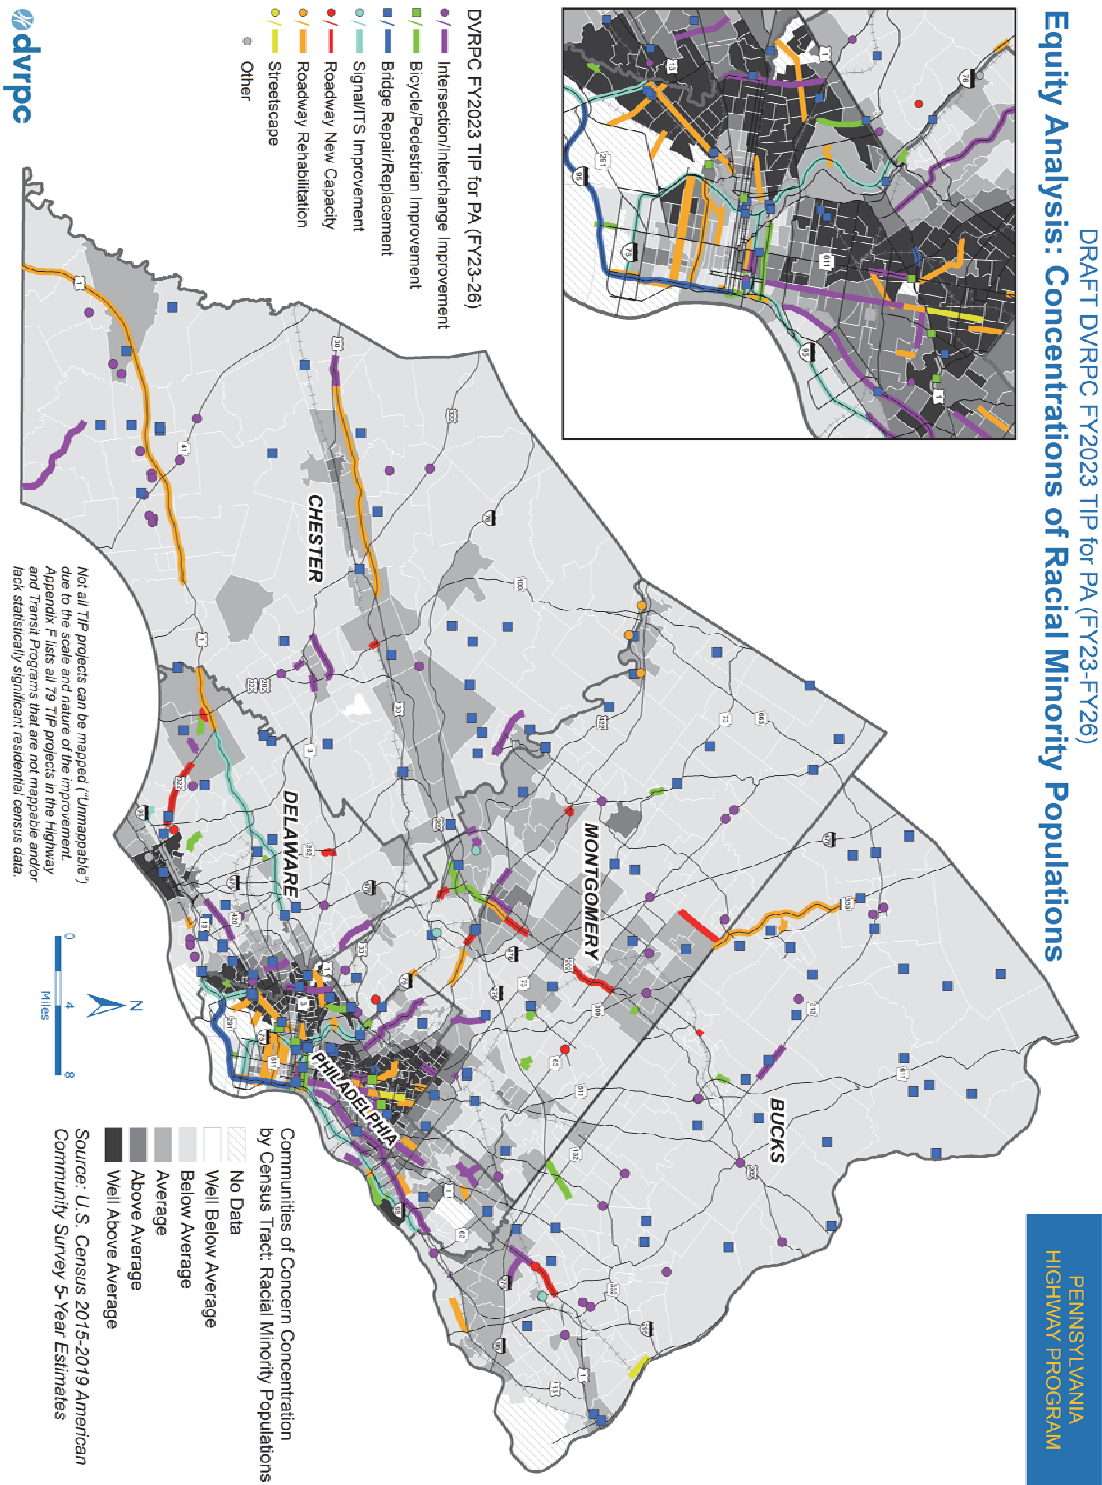 DRAFT DVRPC FY2023 TIP for PA (FY23-FY26)
Equity Analysis: Concentrations of Racial Minority Populations
PENNSYLVANIA
HIGHWAY PROGRAM
DVRPC FY2023 TIP for PA (FY23-26)
Intersection/Interchange Improvement
Bicycle/Pedestrian Improvement
Bridge Repair/Replacement
Signal/ITS Improvement
Roadway New Capacity
Roadway Rehabilitation
Streetscape
Other
dvrpc
CHESTER
DELAWARE
MONTGOMERY
BUCKS
PHILADELPHIA
Not all TIP projects can be mapped ("Unmappable")
due to the scale and nature of the improvement.
Appendix F lists all 79 TIP projects in the Highway
and Transit Programs that are not mappable and/or
lack statistically significant residential census data.
N
0 4 8
Miles
Communities of Concern Concentration
by Census Tract: Racial Minority Populations
No Data
Well Below Average
Below Average
Average
Above Average
Well Above Average
Source: U.S. Census 2015-2019 American
Community Survey 5-Year Estimates